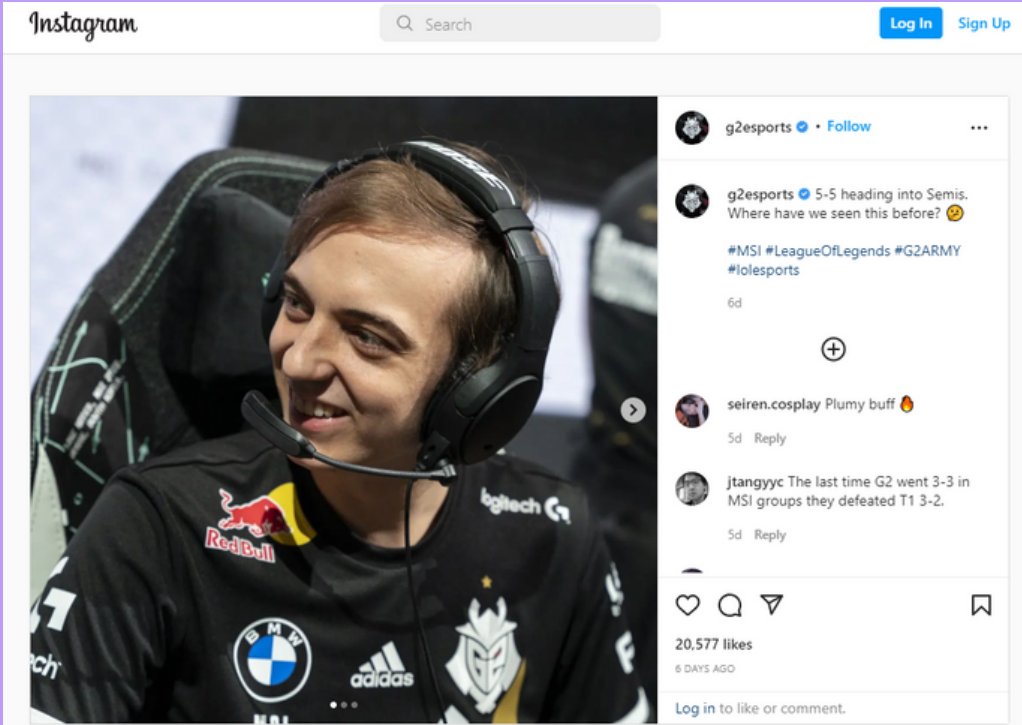 Instagram
Search
Log In
Sign Up
g2esports • Follow
g2esports 5-5 heading into Semis.
Where have we seen this before? 🫤
#MSI #LeagueOfLegends #G2ARMY
#lolesports
6d
seiren.cosplay Plumy buff 🔥
5d Reply
jtangyyc The last time G2 went 3-3 in
MSI groups they defeated T1 3-2.
5d Reply
20,577 likes
6 DAYS AGO
Log in to like or comment.
logitech G
Red Bull
BMW
adidas